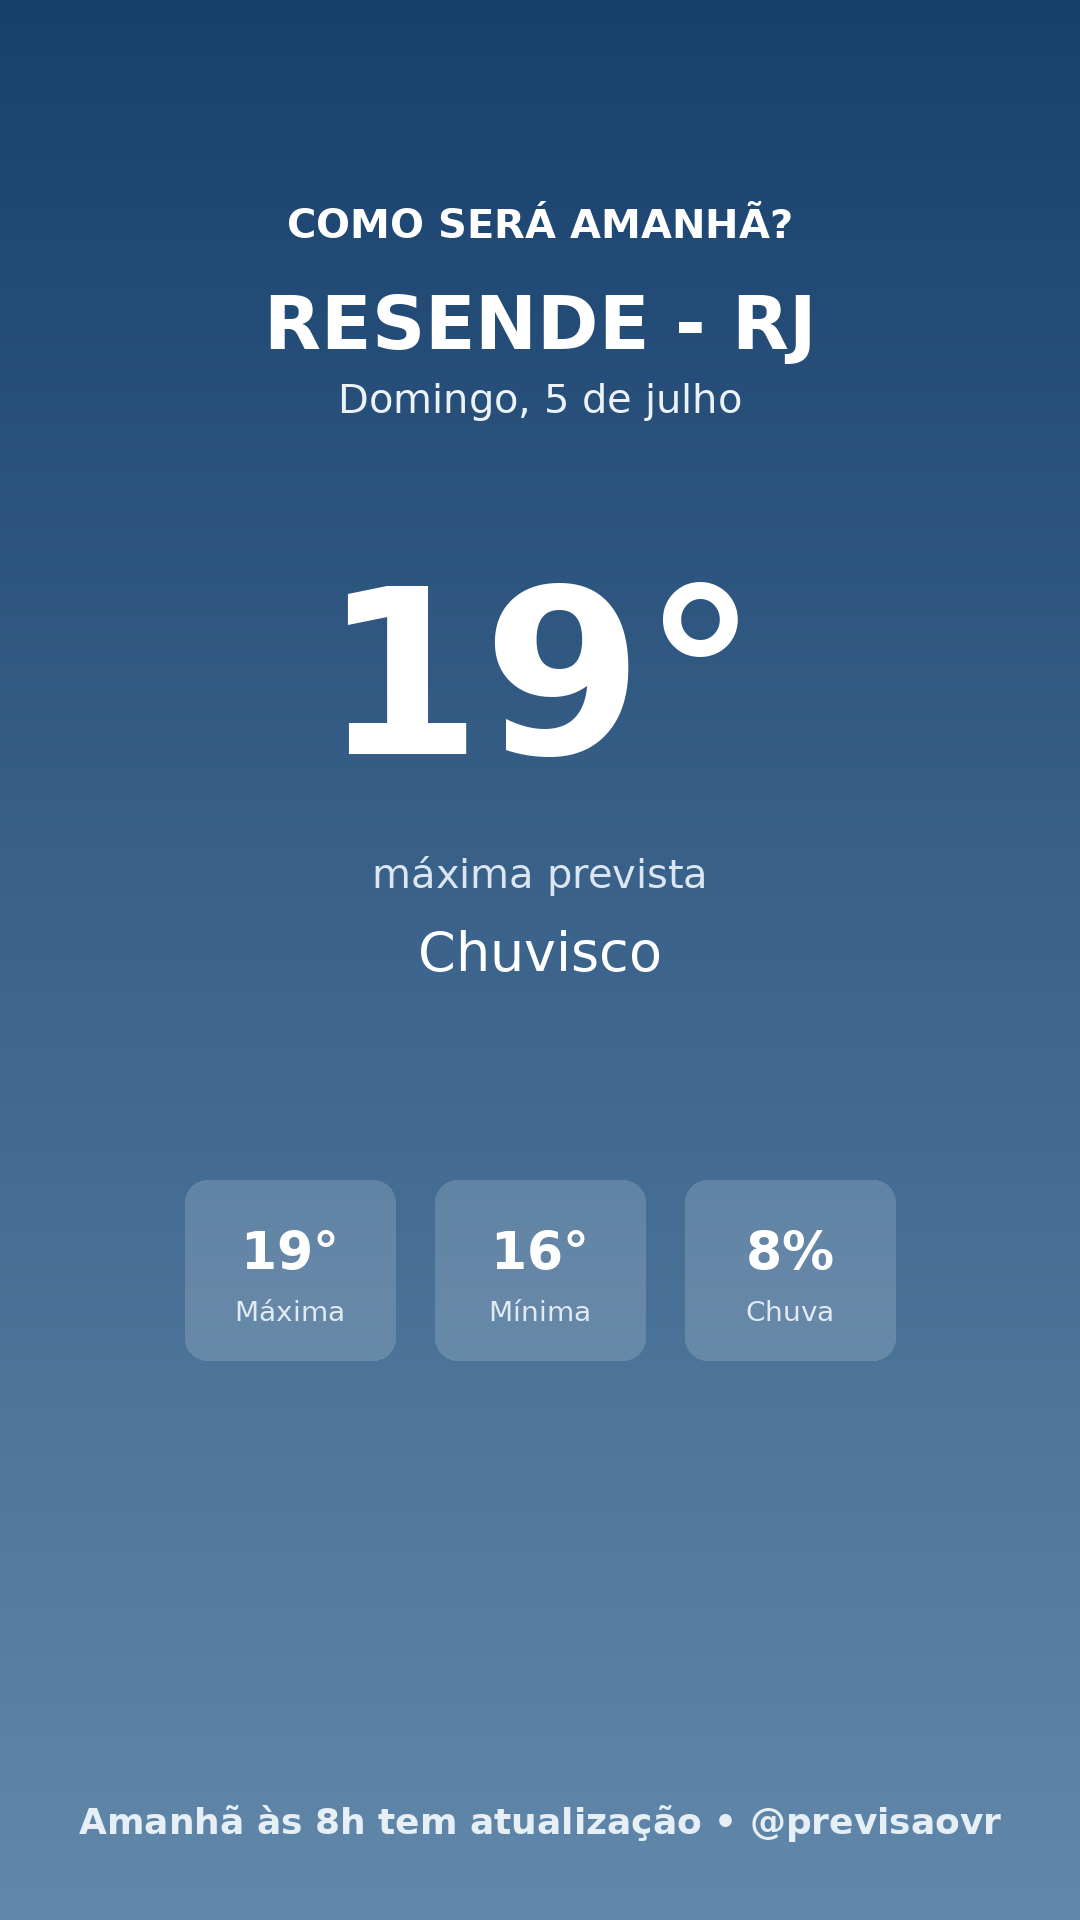 COMO SERÁ AMANHÃ?
RESENDE - RJ
Domingo, 5 de julho
19°
máxima prevista
Chuvisco
19°
Máxima
16°
Mínima
8%
Chuva
Amanhã às 8h tem atualização • @previsaovr